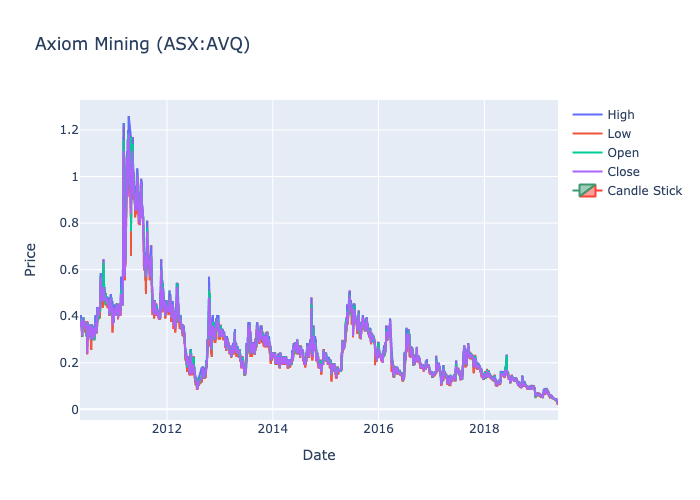 Axiom Mining (ASX:AVQ)
1.2
1
0.8
0.6
0.4
0.2
0
Price
2012
2014
2016
2018
Date
High
Low
Open
Close
Candle Stick